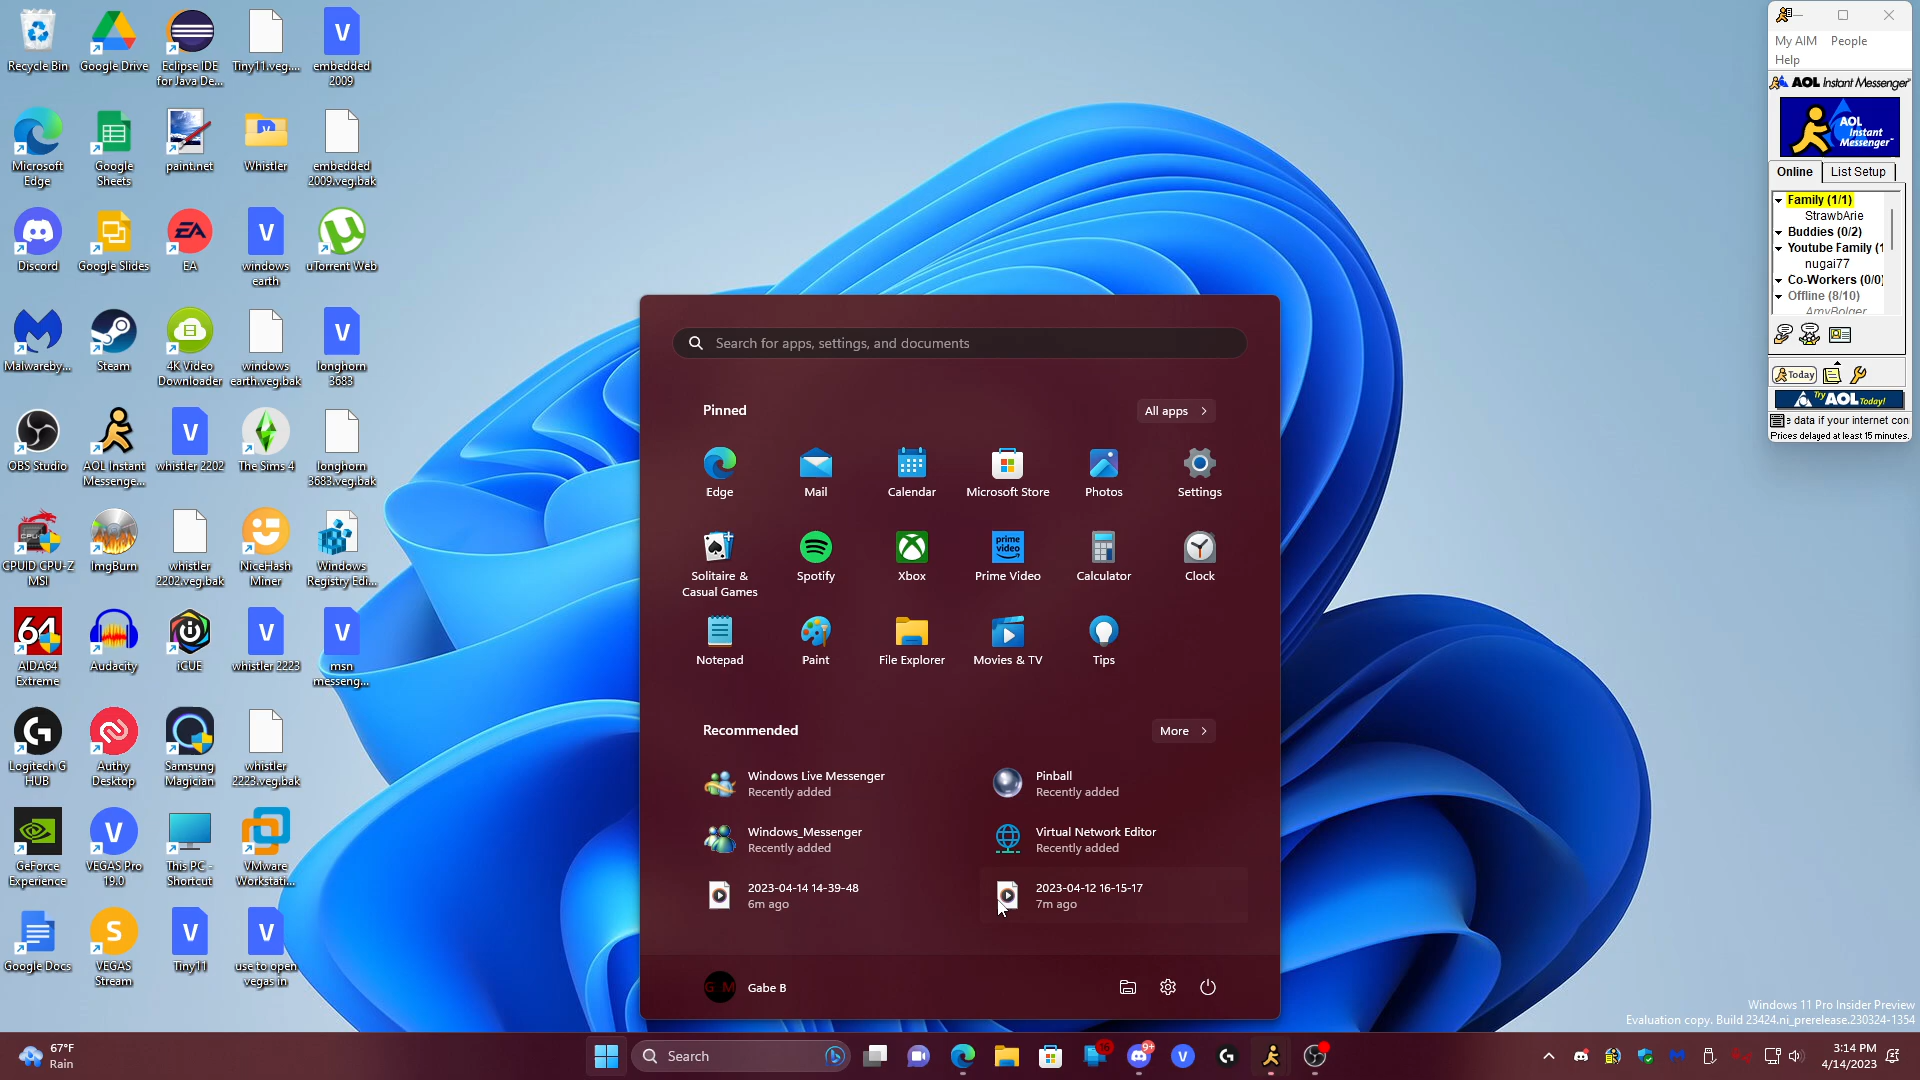 Recycle Bin
Google Drive
Eclipse IDE
for Java De...
Tiny11.veg....
embedded
2009
Microsoft
Edge
Google
Sheets
paint.net
Whistler
embedded
2009.veg.bak
Discord
Google Slides
EA
windows
earth
uTorrent Web
Malwareby...
Steam
4K Video
Downloader
windows
earth.veg.bak
longhorn
3683
OBS Studio
AOL Instant
Messenge...
whistler 2202
The Sims 4
longhorn
3683.veg.bak
CPUID CPU-Z
MSI
ImgBurn
whistler
2202.veg.bak
NiceHash
Miner
Windows
Registry Edi...
AIDA64
Extreme
Audacity
iCUE
whistler 2223
msn
messeng...
Logitech G
HUB
Authy
Desktop
Samsung
Magician
whistler
2223.veg.bak
GeForce
Experience
VEGAS Pro
19.0
This PC -
Shortcut
VMware
Workstati...
Google Docs
VEGAS
Stream
Tiny11
use to open
vegas in
Search for apps, settings, and documents
Pinned
All apps
Edge
Mail
Calendar
Microsoft Store
Photos
Settings
Solitaire &
Casual Games
Spotify
Xbox
prime
video
Prime Video
Calculator
Clock
Notepad
Paint
File Explorer
Movies & TV
Tips
Recommended
More
Windows Live Messenger
Recently added
Pinball
Recently added
Windows_Messenger
Recently added
Virtual Network Editor
Recently added
2023-04-14 14-39-48
6m ago
2023-04-12 16-15-17
7m ago
G M
Gabe B
My AIM People
Help
AOL Instant Messenger
AOL
Instant
Messenger
Online
List Setup
Family (1/1)
StrawbArie
Buddies (0/2)
Youtube Family (1
nugai77
Co-Workers (0/0)
Offline (8/10)
AmyBolger
Today
Try AOL Today!
e data if your internet con
Prices delayed at least 15 minutes.
Windows 11 Pro Insider Preview
Evaluation copy. Build 23424.ni_prerelease.230324-1354
67°F
Rain
Search
9+
3:14 PM
4/14/2023